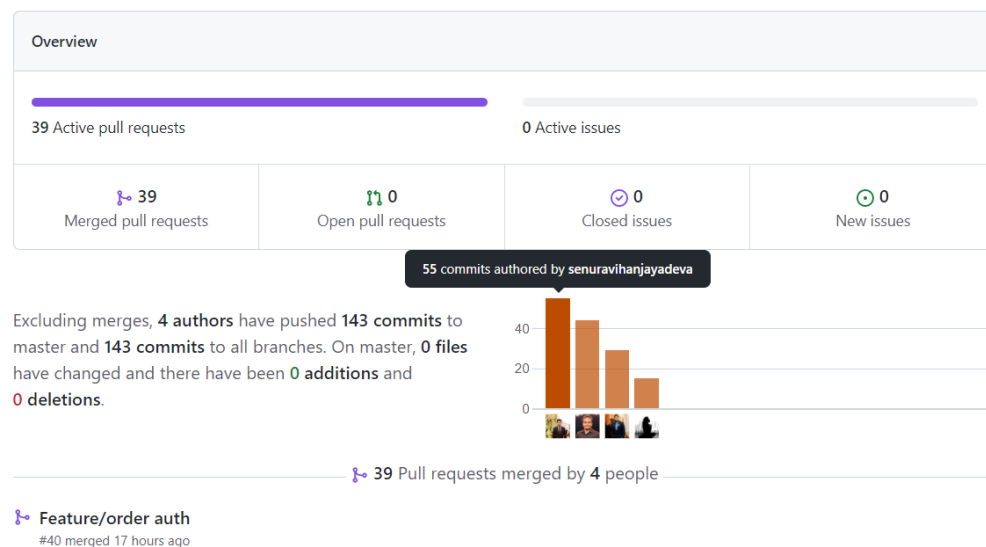 Overview
39 Active pull requests
0 Active issues
39
Merged pull requests
0
Open pull requests
0
Closed issues
0
New issues
55 commits authored by senuravihanjayadeva
Excluding merges, 4 authors have pushed 143 commits to
master and 143 commits to all branches. On master, 0 files
have changed and there have been 0 additions and
0 deletions.
40
20
0
39 Pull requests merged by 4 people
Feature/order auth
#40 merged 17 hours ago